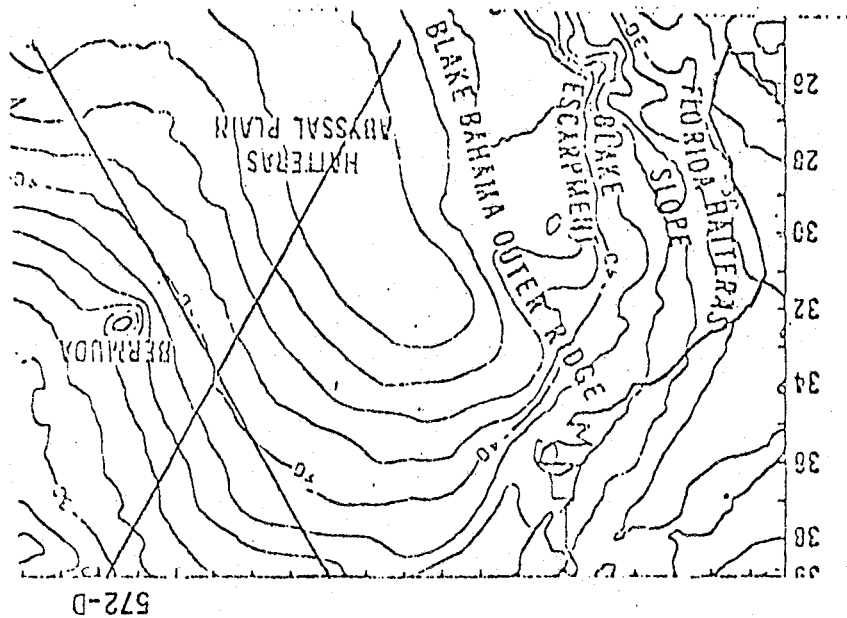 572-D
BLAKE BAHAMA OUTER RIDGE
BLAKE
ESCARPMENT
FLORIDA HATTERAS
SLOPE
HATTERAS
ABYSSAL PLAIN
BERMUDA
26
28
30
32
34
36
38
39